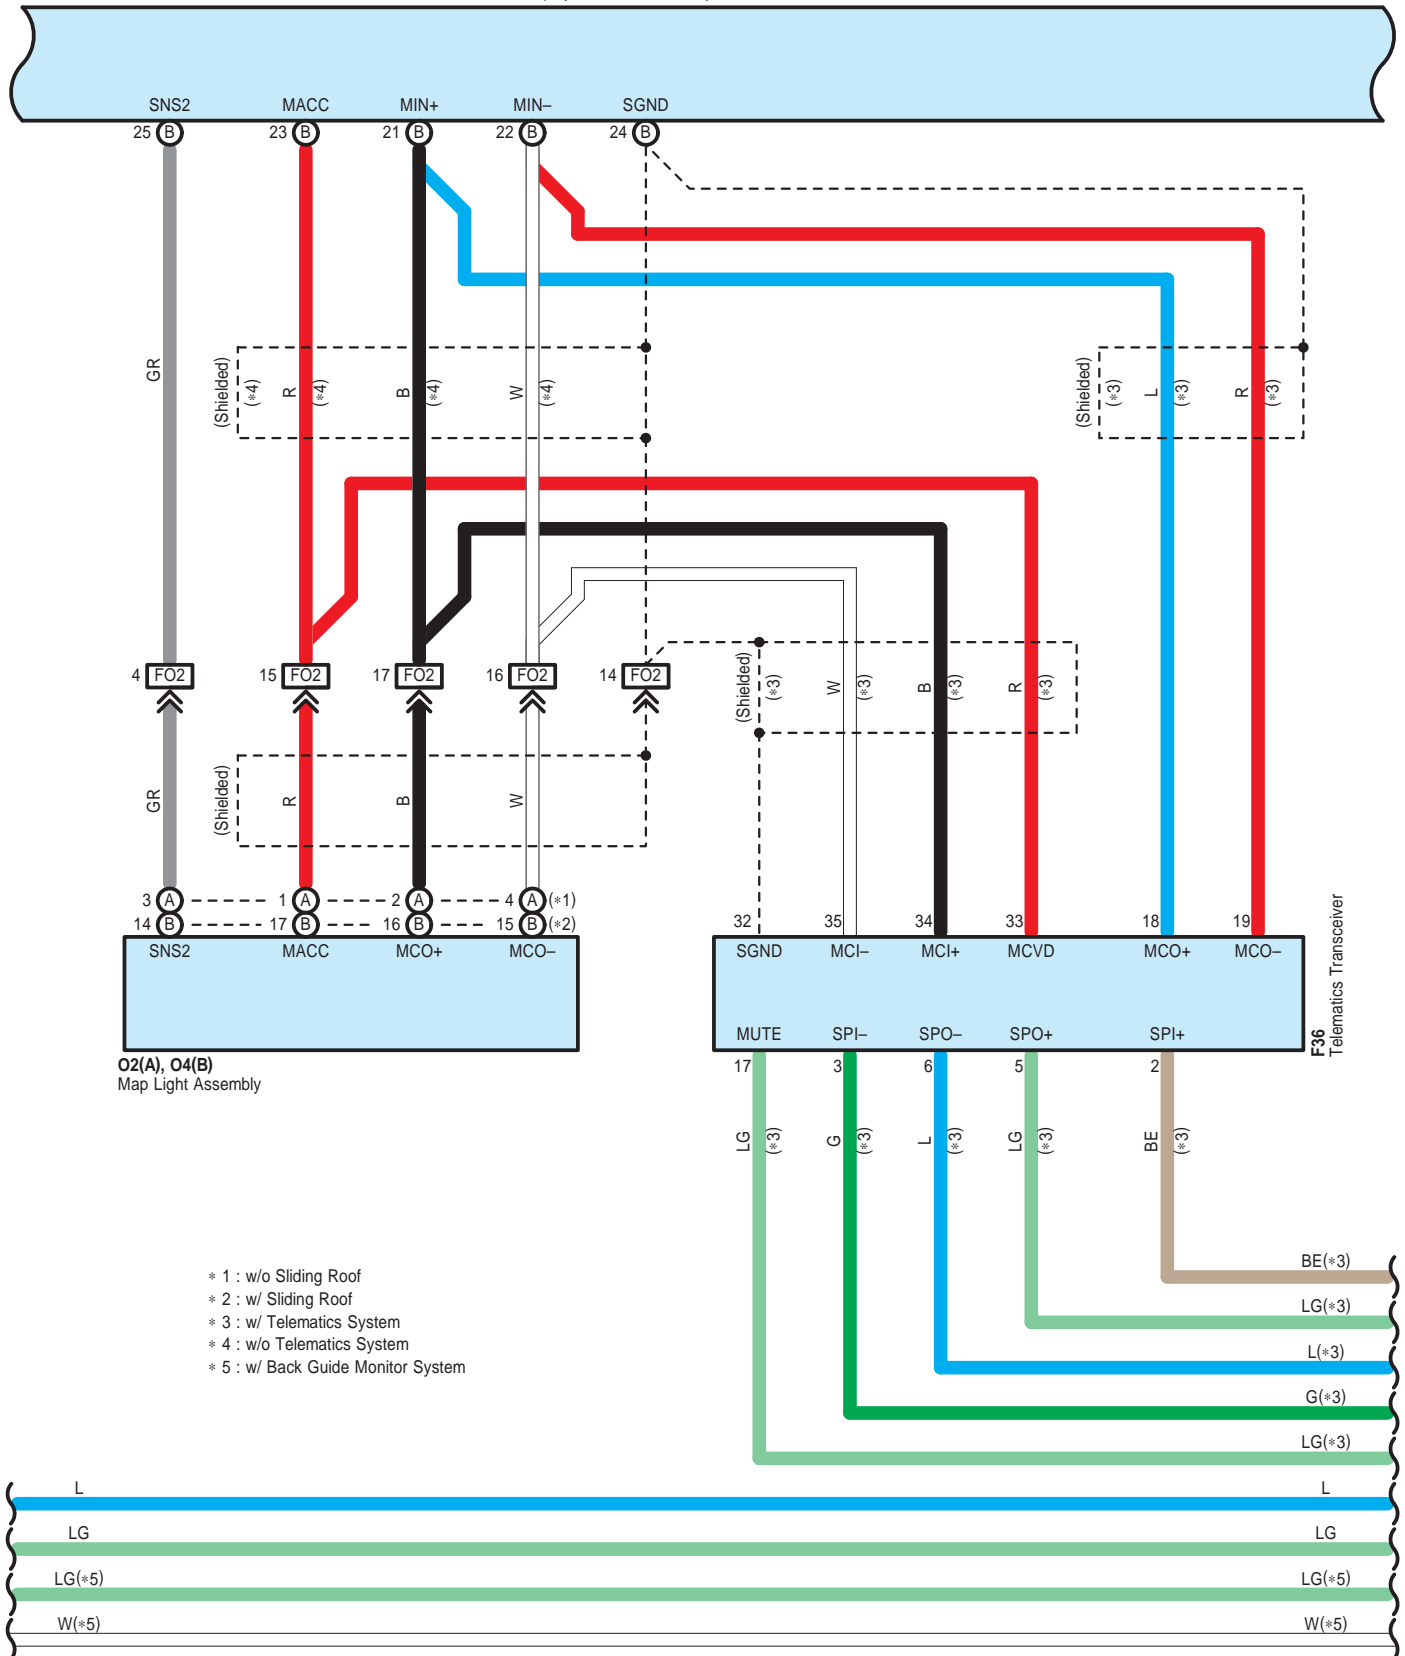 SNS2 MACC MIN+ MIN– SGND
25 B 23 B 21 B 22 B 24 B
GR
(Shielded) (∗4) R (∗4) B (∗4) W (∗4)
(Shielded) (∗3) L (∗3) R (∗3)
4 FO2 15 FO2 17 FO2 16 FO2 14 FO2
(Shielded) (∗3) W (∗3) B (∗3) R (∗3)
GR (Shielded) R B W
3 A 1 A 2 A 4 A (∗1)
14 B 17 B 16 B 15 B (∗2)
SNS2 MACC MCO+ MCO–
O2(A), O4(B)
Map Light Assembly
32 35 34 33 18 19
SGND MCI– MCI+ MCVD MCO+ MCO–
MUTE SPI– SPO– SPO+ SPI+
17 3 6 5 2
F36
Telematics Transceiver
LG (∗3) G (∗3) L (∗3) LG (∗3) BE (∗3)
∗ 1 : w/o Sliding Roof
∗ 2 : w/ Sliding Roof
∗ 3 : w/ Telematics System
∗ 4 : w/o Telematics System
∗ 5 : w/ Back Guide Monitor System
BE(∗3)
LG(∗3)
L(∗3)
G(∗3)
LG(∗3)
L L
LG LG
LG(∗5) LG(∗5)
W(∗5) W(∗5)